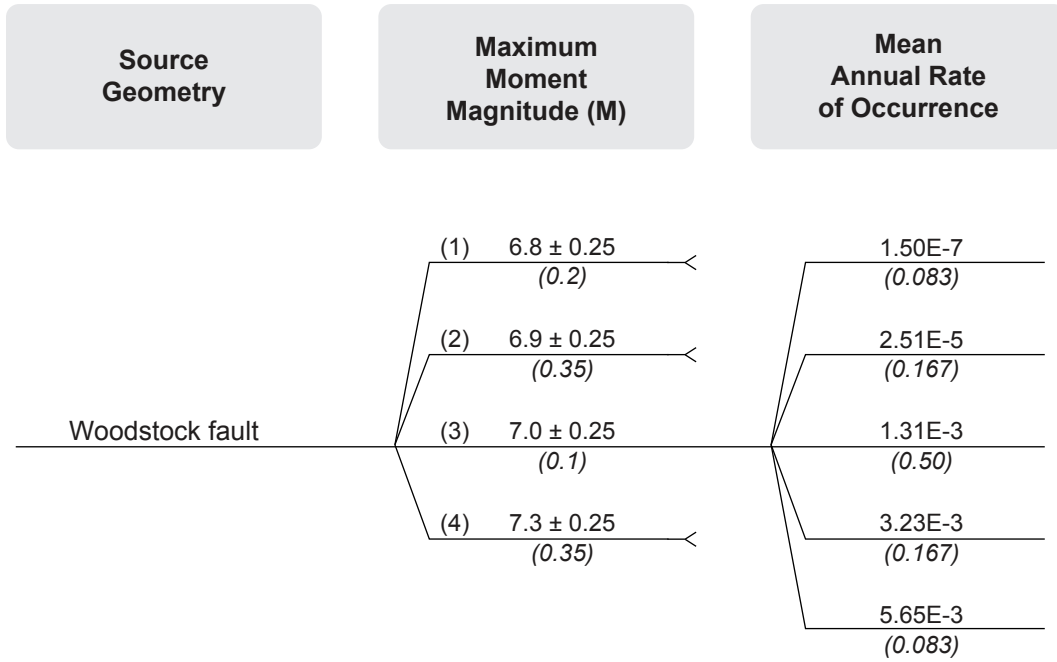 Source
Geometry
Maximum
Moment
Magnitude (M)
Mean
Annual Rate
of Occurrence
(1) 6.8 ± 0.25
(0.2)
1.50E-7
(0.083)
(2) 6.9 ± 0.25
(0.35)
2.51E-5
(0.167)
Woodstock fault
(3) 7.0 ± 0.25
(0.1)
1.31E-3
(0.50)
(4) 7.3 ± 0.25
(0.35)
3.23E-3
(0.167)
5.65E-3
(0.083)